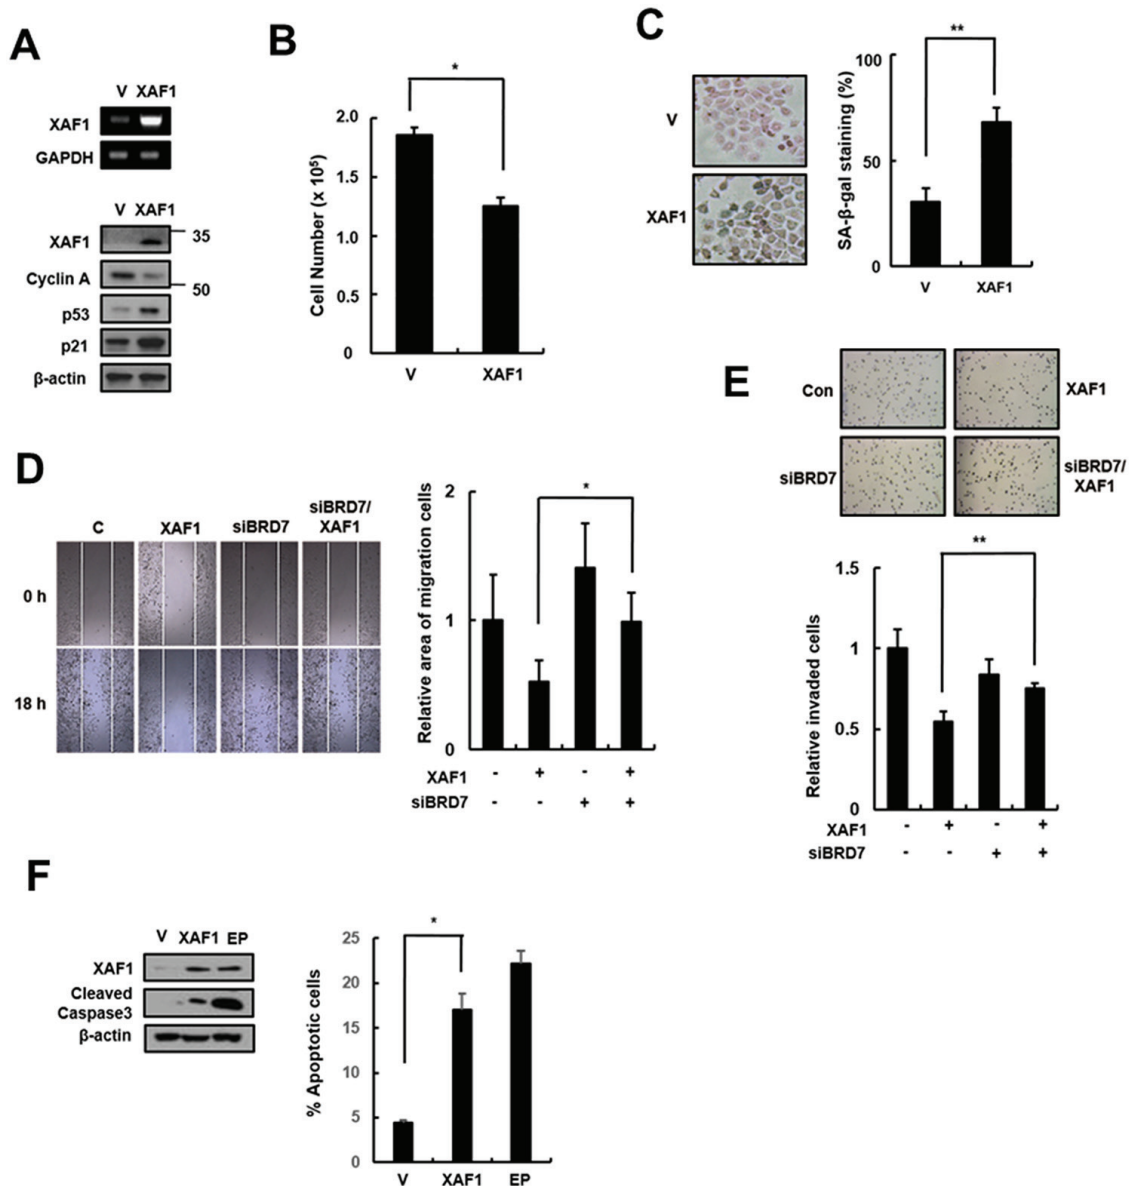 A
V XAF1
XAF1
GAPDH
V XAF1
XAF1
35
Cyclin A
50
p53
p21
β-actin
B
*
Cell Number (x 10⁵)
2.0
1.5
1.0
0.5
0
V XAF1
C
V
XAF1
**
SA-β-gal staining (%)
100
50
0
V XAF1
D
C XAF1 siBRD7 siBRD7/
XAF1
0 h
18 h
*
Relative area of migration cells
2
1
0
XAF1 - + - +
siBRD7 - - + +
E
Con
XAF1
siBRD7
siBRD7/
XAF1
**
Relative invaded cells
1.5
1
0.5
0
XAF1 - + - +
siBRD7 - - + +
F
V XAF1 EP
XAF1
Cleaved
Caspase3
β-actin
*
% Apoptotic cells
25
20
15
10
5
0
V XAF1 EP